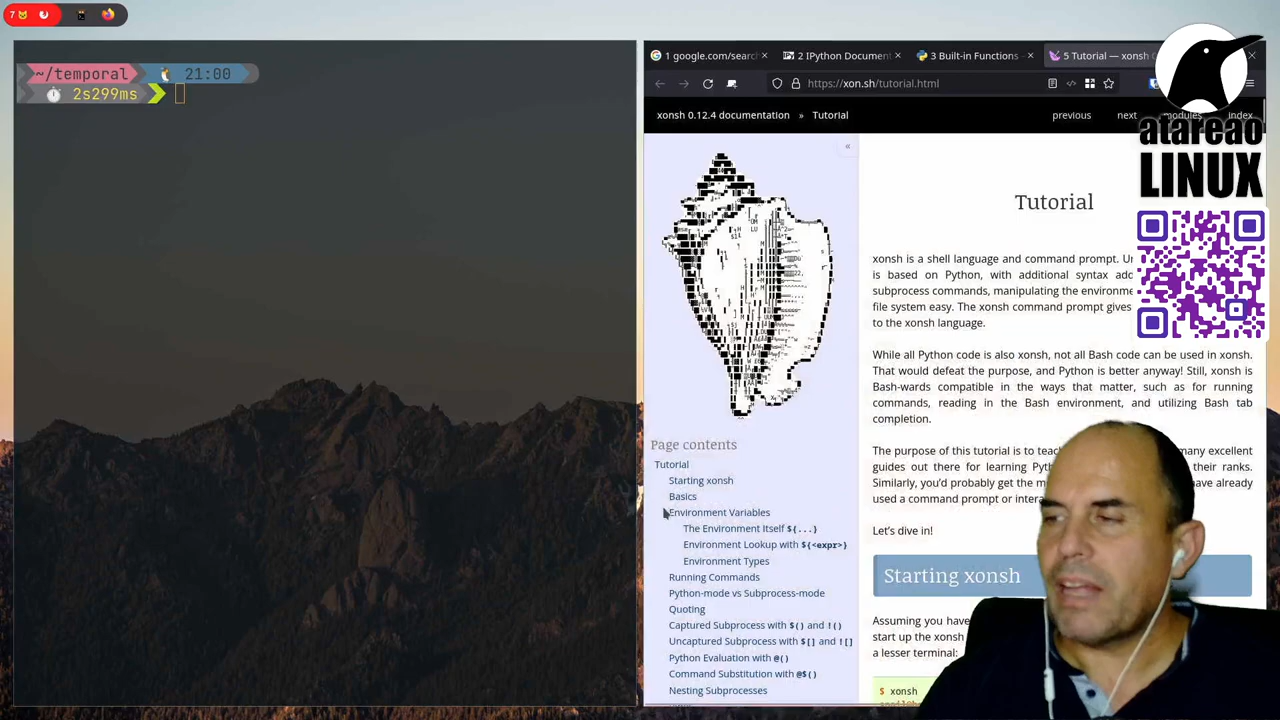 7
~/temporal 21:00
2s299ms
1 google.com/search
2 IPython Document
3 Built-in Functions
5 Tutorial — xonsh 0
https://xon.sh/tutorial.html
xonsh 0.12.4 documentation » Tutorial
previous next modules index
atareao
LINUX
«
Page contents
Tutorial
Starting xonsh
Basics
Environment Variables
The Environment Itself ${...}
Environment Lookup with ${<expr>}
Environment Types
Running Commands
Python-mode vs Subprocess-mode
Quoting
Captured Subprocess with $() and !()
Uncaptured Subprocess with $[] and ![]
Python Evaluation with @()
Command Substitution with @$()
Nesting Subprocesses
Tutorial
xonsh is a shell language and command prompt.
is based on Python, with additional syntax
subprocess commands, manipulating the
file system easy. The xonsh command prompt gives
to the xonsh language.
While all Python code is also xonsh, not all Bash code can be used in xonsh.
That would defeat the purpose, and Python is better anyway! Still, xonsh is
Bash-wards compatible in the ways that matter, such as for running
commands, reading in the Bash environment, and utilizing Bash tab
completion.
The purpose of this tutorial is to many excellent
guides out there for learning their ranks.
Similarly, you'd probably get the have already
used a command prompt or
Let's dive in!
Starting xonsh
Assuming you have
start up the xonsh
a lesser terminal:
$ xonsh